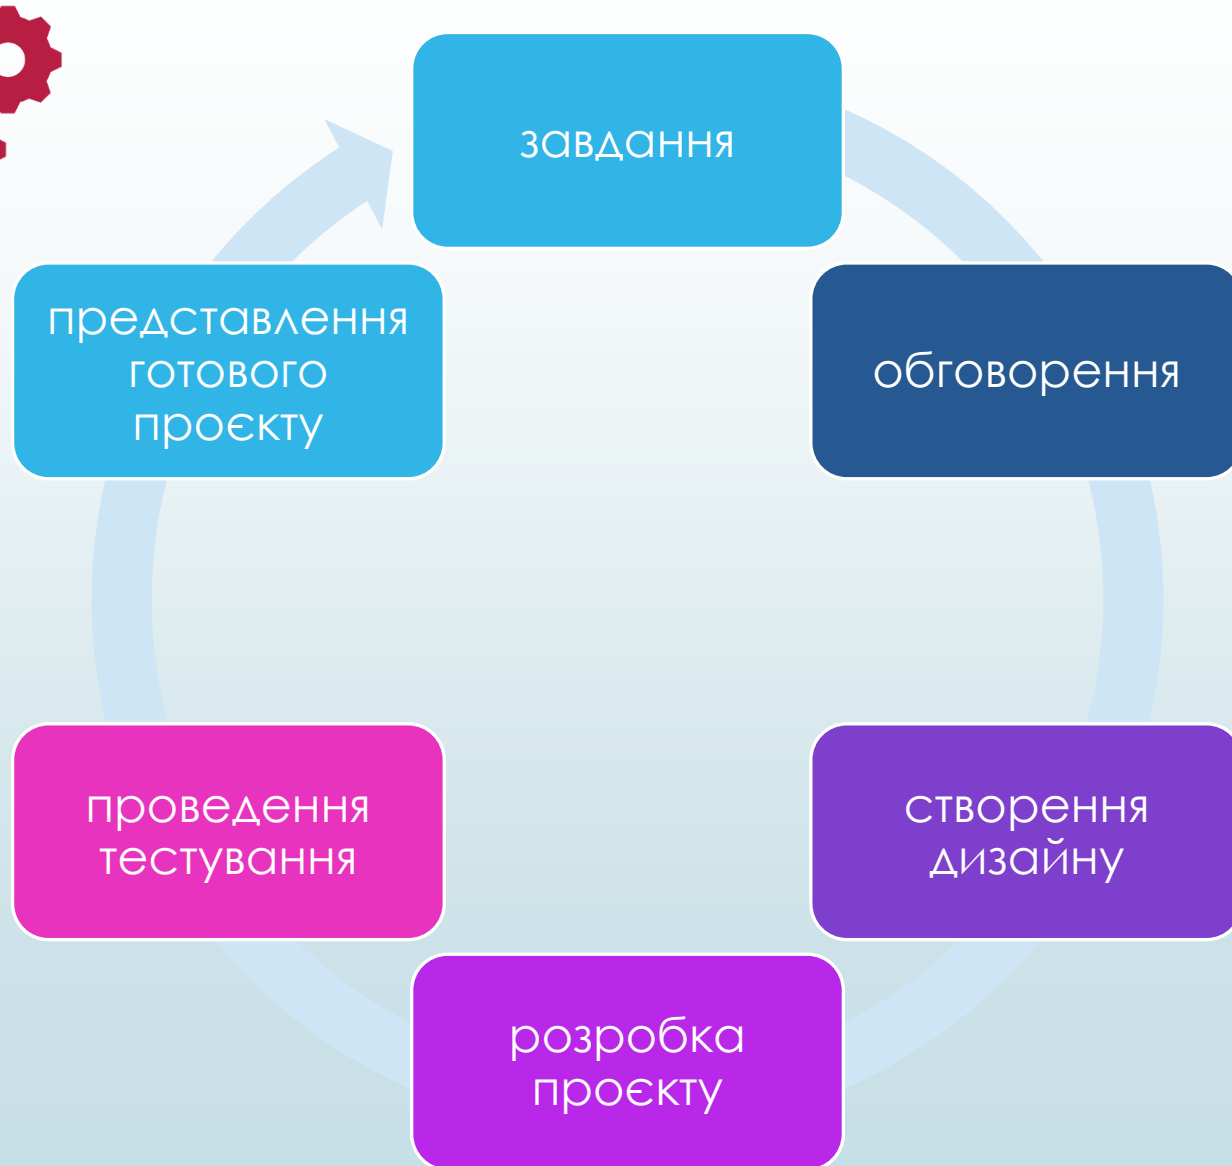 завдання
обговорення
створення
дизайну
розробка
проєкту
проведення
тестування
представлення
готового
проєкту